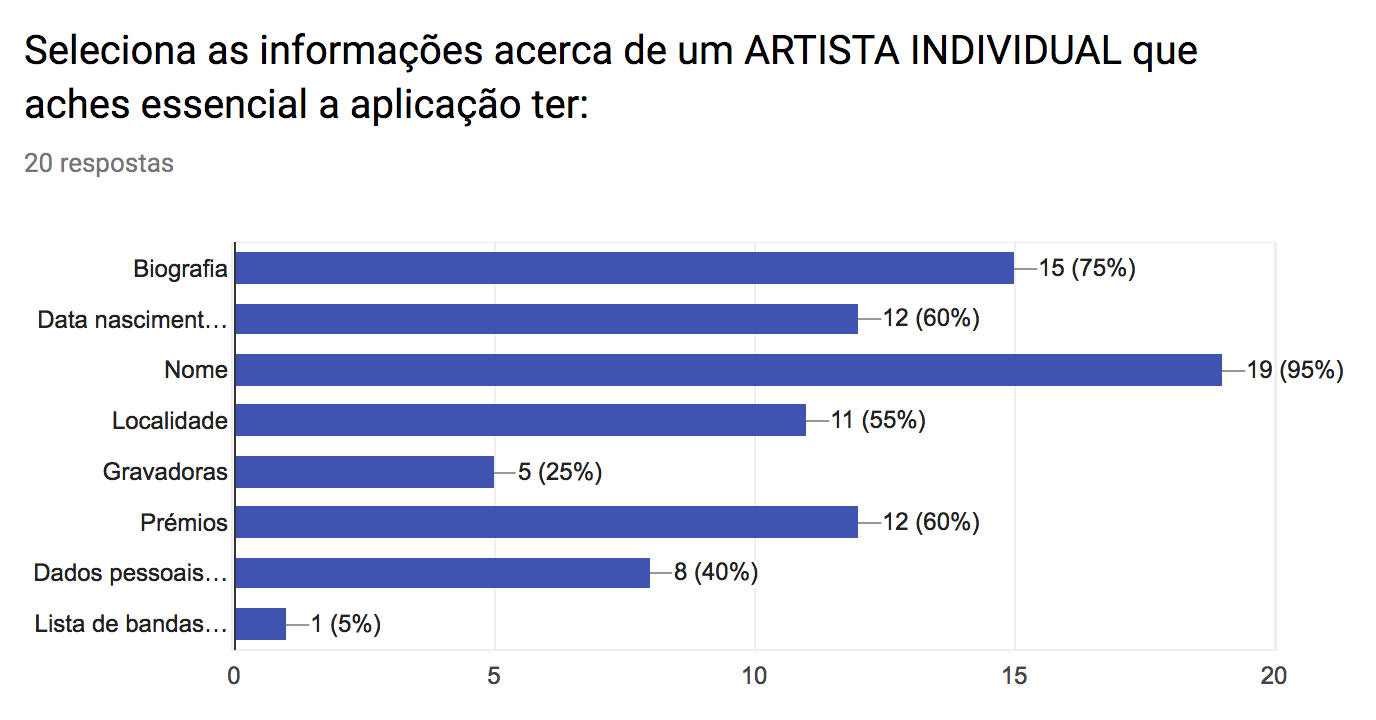 Seleciona as informações acerca de um ARTISTA INDIVIDUAL que
aches essencial a aplicação ter:
20 respostas
Biografia 15 (75%)
Data nasciment… 12 (60%)
Nome 19 (95%)
Localidade 11 (55%)
Gravadoras 5 (25%)
Prémios 12 (60%)
Dados pessoais… 8 (40%)
Lista de bandas… 1 (5%)
0 5 10 15 20